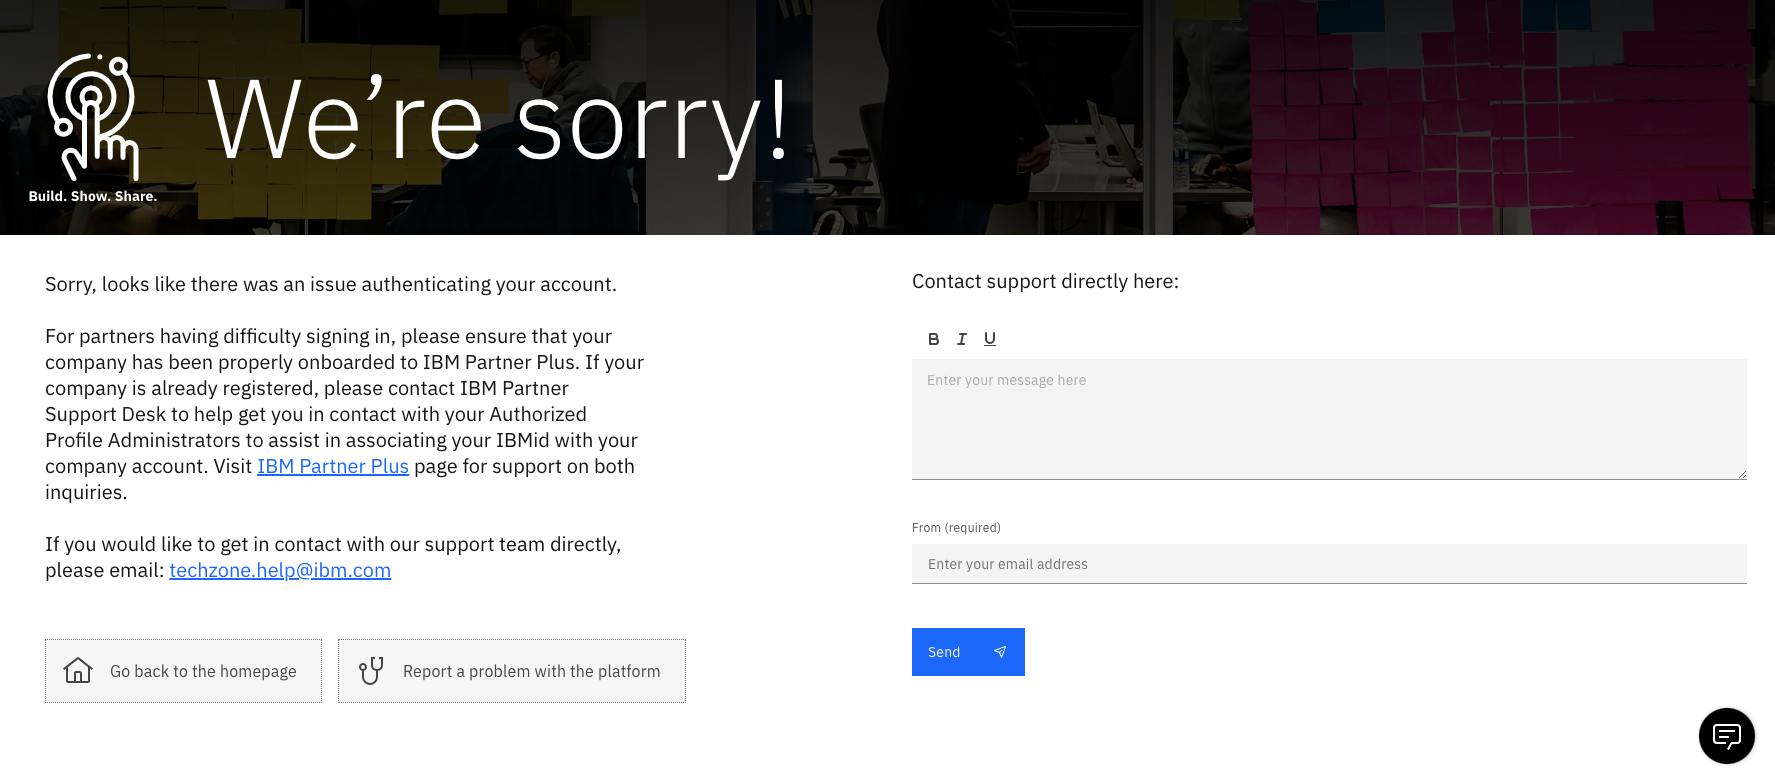 We're sorry!
Build. Show. Share.
Sorry, looks like there was an issue authenticating your account.
For partners having difficulty signing in, please ensure that your
company has been properly onboarded to IBM Partner Plus. If your
company is already registered, please contact IBM Partner
Support Desk to help get you in contact with your Authorized
Profile Administrators to assist in associating your IBMid with your
company account. Visit IBM Partner Plus page for support on both
inquiries.
If you would like to get in contact with our support team directly,
please email: techzone.help@ibm.com
Go back to the homepage
Report a problem with the platform
Contact support directly here:
B I U
Enter your message here
From (required)
Enter your email address
Send